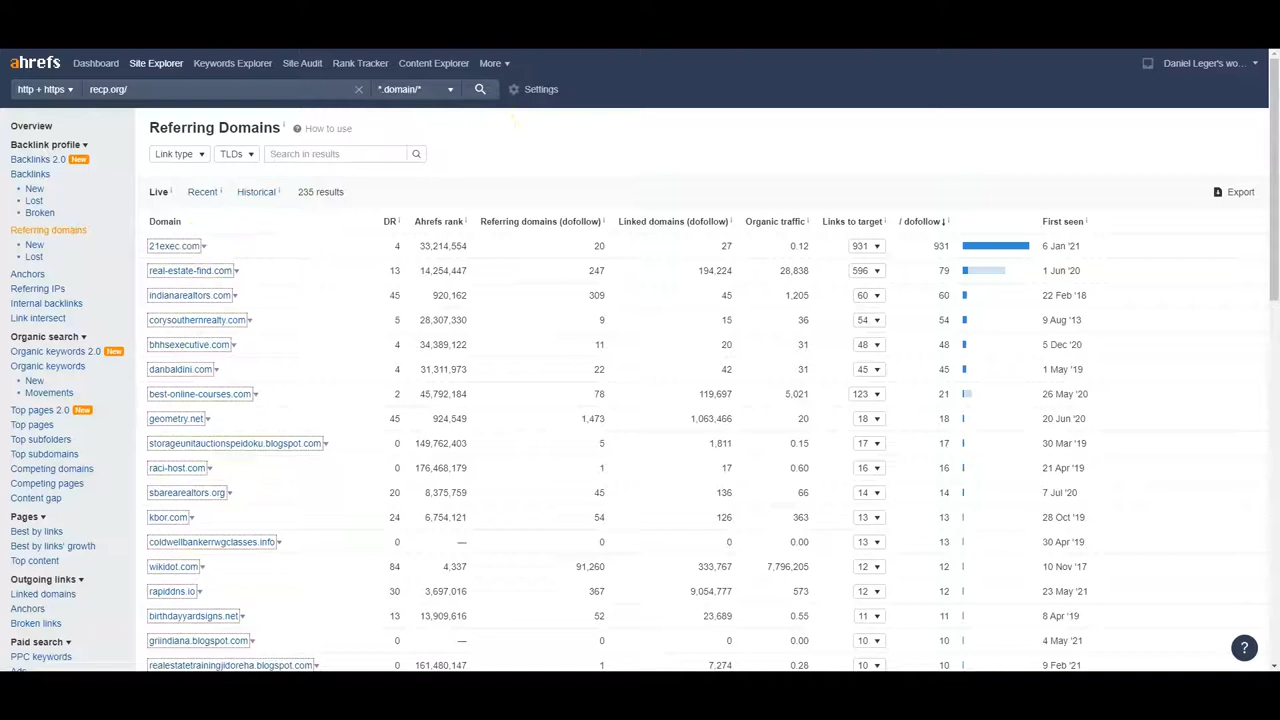 ahrefs Dashboard Site Explorer Keywords Explorer Site Audit Rank Tracker Content Explorer More Daniel Leger's wo...
http + https recp.org/ *.domain/* Settings
Overview
Backlink profile
Backlinks 2.0 New
Backlinks
New
Lost
Broken
Referring domains
New
Lost
Anchors
Referring IPs
Internal backlinks
Link intersect
Organic search
Organic keywords 2.0 New
Organic keywords
New
Movements
Top pages 2.0 New
Top pages
Top subfolders
Top subdomains
Competing domains
Competing pages
Content gap
Pages
Best by links
Best by links' growth
Top content
Outgoing links
Linked domains
Anchors
Broken links
Paid search
PPC keywords
Referring Domains How to use
Link type TLDs Search in results
Live Recent Historical 235 results Export
Domain DR Ahrefs rank Referring domains (dofollow) Linked domains (dofollow) Organic traffic Links to target / dofollow↓ First seen
21exec.com 4 33,214,554 20 27 0.12 931 931 6 Jan '21
real-estate-find.com 13 14,254,447 247 194,224 28,838 596 79 1 Jun '20
indianarealtors.com 45 920,162 309 45 1,205 60 60 22 Feb '18
corysouthernrealty.com 5 28,307,330 9 15 36 54 54 9 Aug '13
bhhsexecutive.com 4 34,389,122 11 20 31 48 48 5 Dec '20
danbaldini.com 4 31,311,973 22 42 31 45 45 1 May '19
best-online-courses.com 2 45,792,184 78 119,697 5,021 123 21 26 May '20
geometry.net 45 924,549 1,473 1,063,466 20 18 18 20 Jun '20
storageunitauctionspeidoku.blogspot.com 0 149,762,403 5 1,811 0.15 17 17 30 Mar '19
raci-host.com 0 176,468,179 1 17 0.60 16 16 21 Apr '19
sbarearealtors.org 20 8,375,759 45 136 66 14 14 7 Jul '20
kbor.com 24 6,754,121 54 126 363 13 13 28 Oct '19
coldwellbankerrwgclasses.info 0 — 0 0 0.00 13 13 30 Apr '19
wikidot.com 84 4,337 91,260 333,767 7,796,205 12 12 10 Nov '17
rapiddns.io 30 3,697,016 367 9,054,777 573 12 12 23 May '21
birthdayyardsigns.net 13 13,909,616 52 23,689 0.55 11 11 8 Apr '19
griindiana.blogspot.com 0 — 0 0 0.00 10 10 4 May '21
realestatetrainingjidoreha.blogspot.com 0 161,480,147 1 7,274 0.28 10 10 9 Feb '21